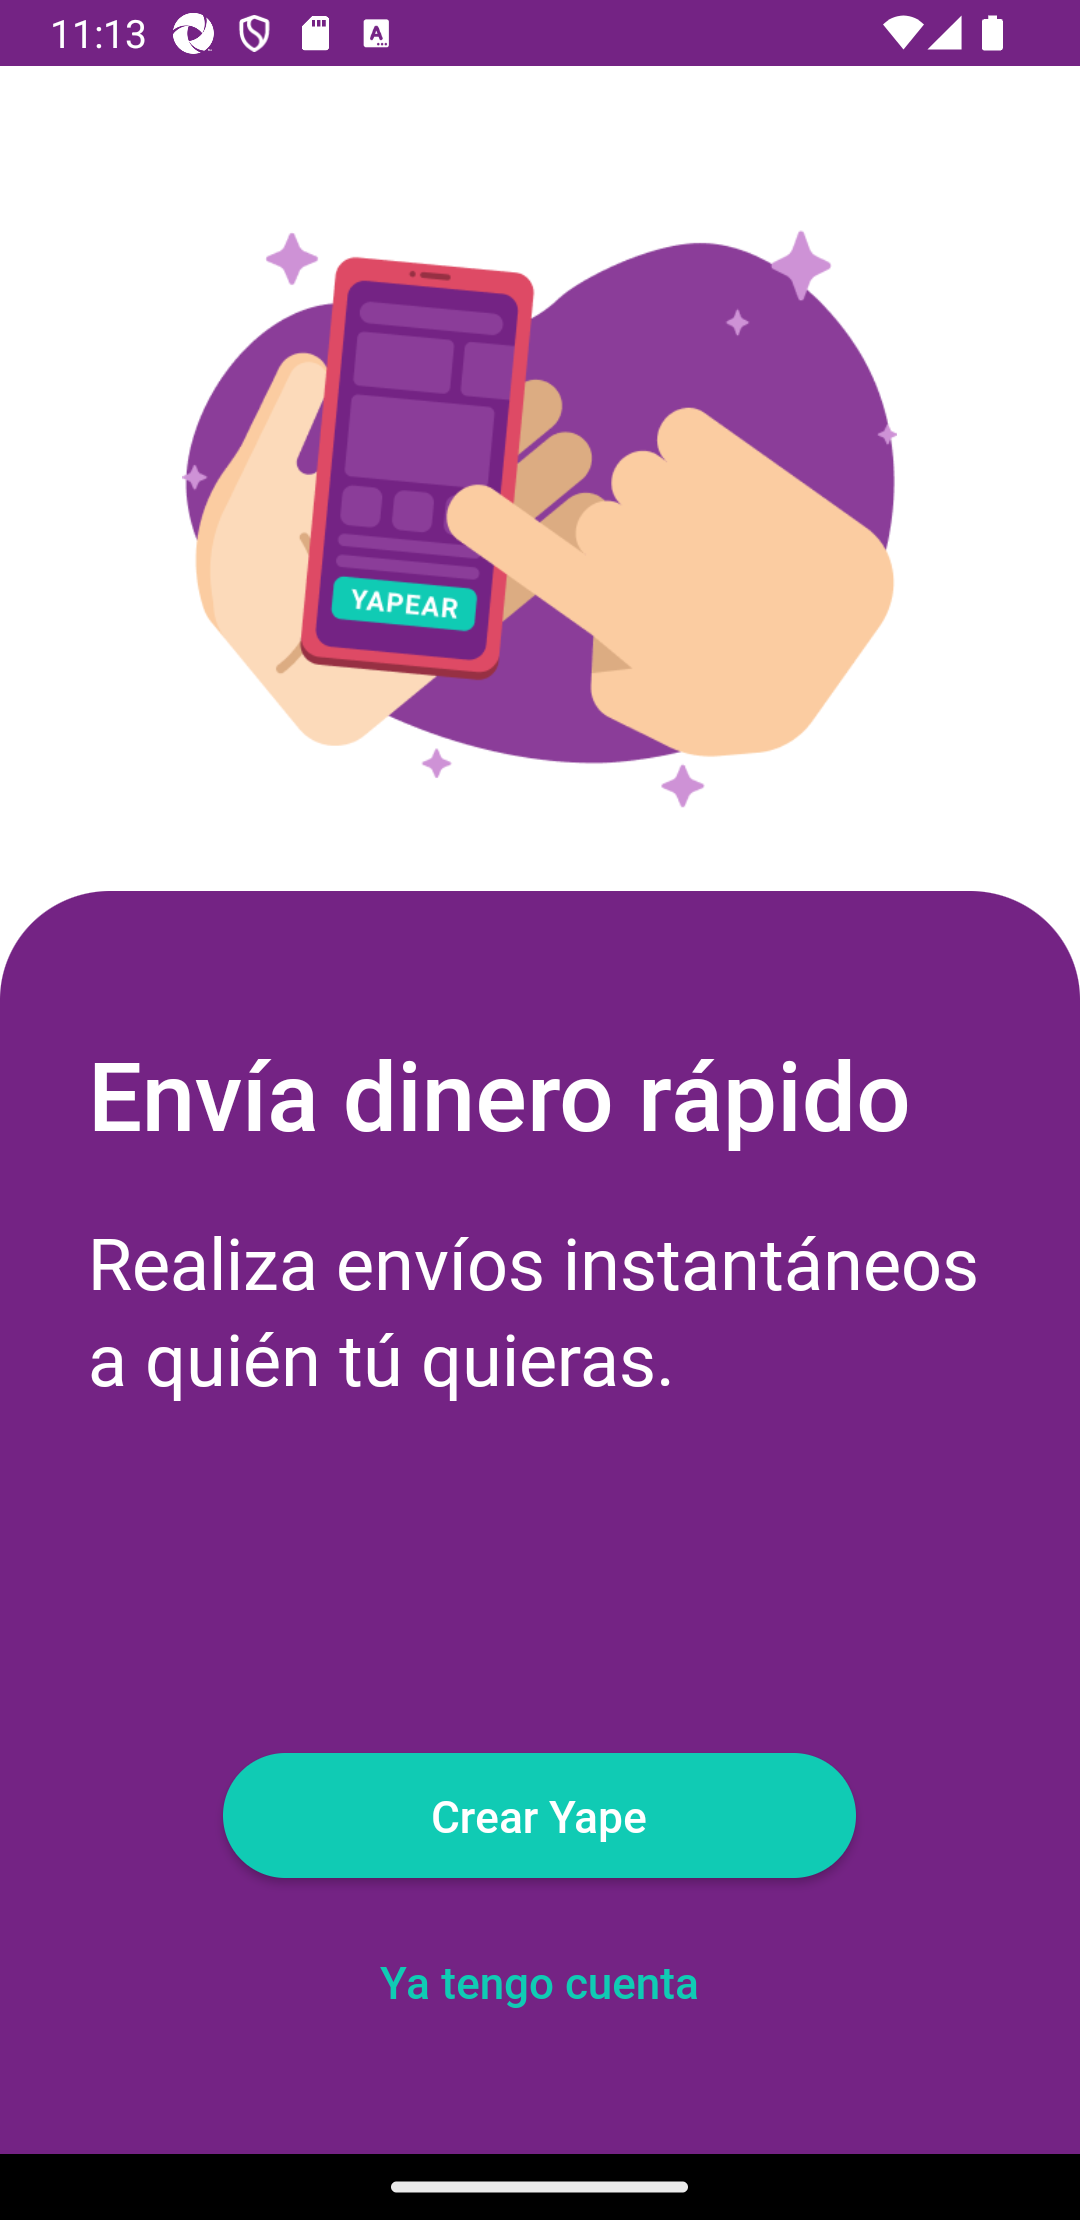 11:13
YAPEAR
Envía dinero rápido
Realiza envíos instantáneos
a quién tú quieras.
Crear Yape
Ya tengo cuenta